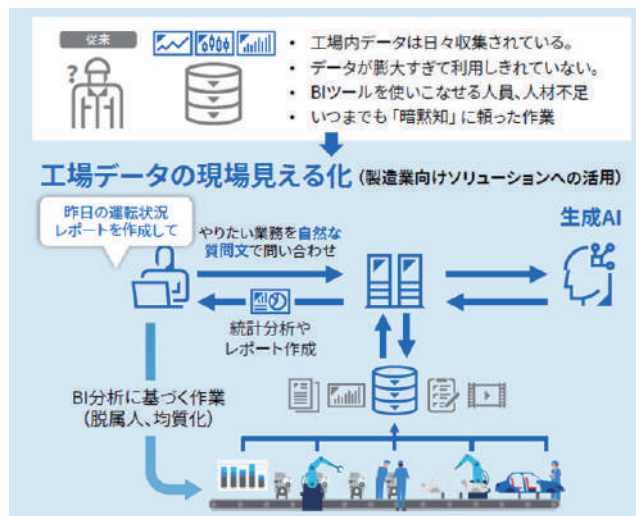 従来
?
• 工場内データは日々収集されている。
• データが膨大すぎて利用しきれていない。
• BIツールを使いこなせる人員、人材不足
• いつまでも「暗黙知」に頼った作業
工場データの現場見える化 (製造業向けソリューションへの活用)
昨日の運転状況
レポートを作成して
やりたい業務を自然な
質問文で問い合わせ
生成AI
統計分析や
レポート作成
BI分析に基づく作業
(脱属人、均質化)